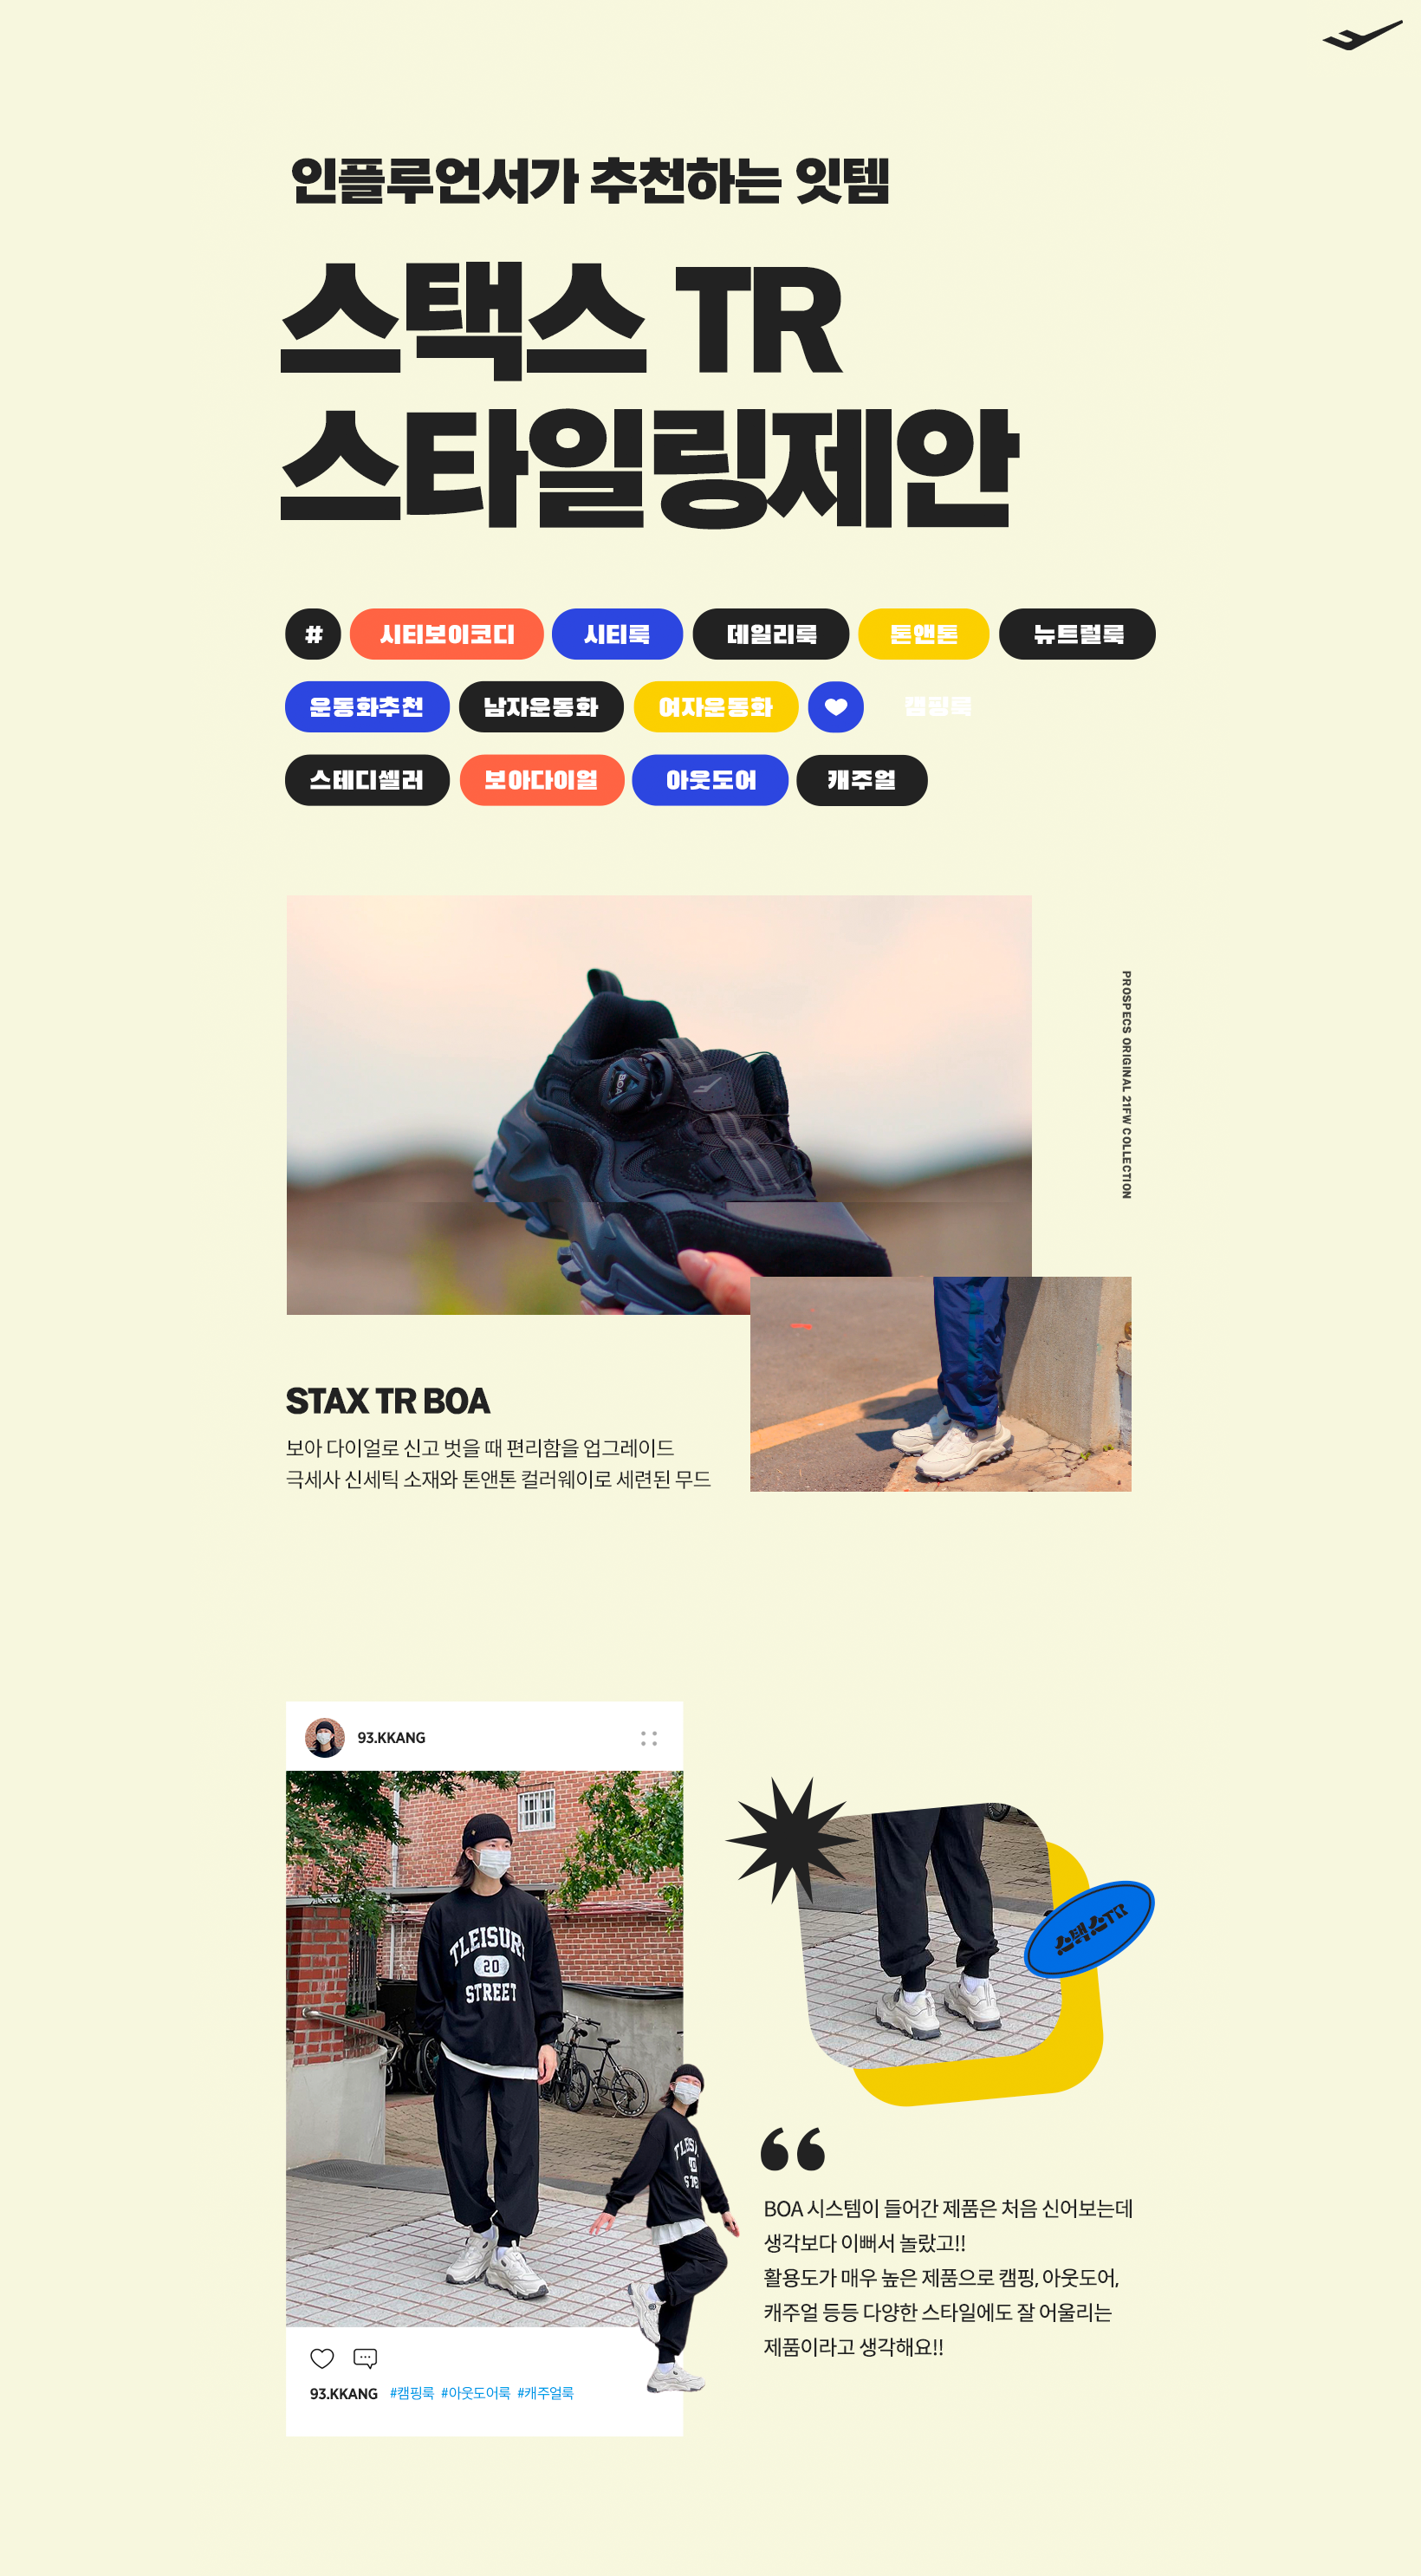 인플루언서가 추천하는 잇템
스택스 TR
스타일링제안
# 시티보이코디 시티룩 데일리룩 톤앤톤 뉴트럴룩
운동화추천 남자운동화 여자운동화 캠핑룩
스테디셀러 보아다이얼 아웃도어 캐주얼
BOA
PROSPECS ORIGINAL 21FW COLLECTION
STAX TR BOA
보아 다이얼로 신고 벗을 때 편리함을 업그레이드
극세사 신세틱 소재와 톤앤톤 컬러웨이로 세련된 무드
93.KKANG
TLEISUR
20
STREET
스택스TR
BOA 시스템이 들어간 제품은 처음 신어보는데
생각보다 이뻐서 놀랐고!!
활용도가 매우 높은 제품으로 캠핑, 아웃도어,
캐주얼 등등 다양한 스타일에도 잘 어울리는
제품이라고 생각해요!!
93.KKANG #캠핑룩 #아웃도어룩 #캐주얼룩